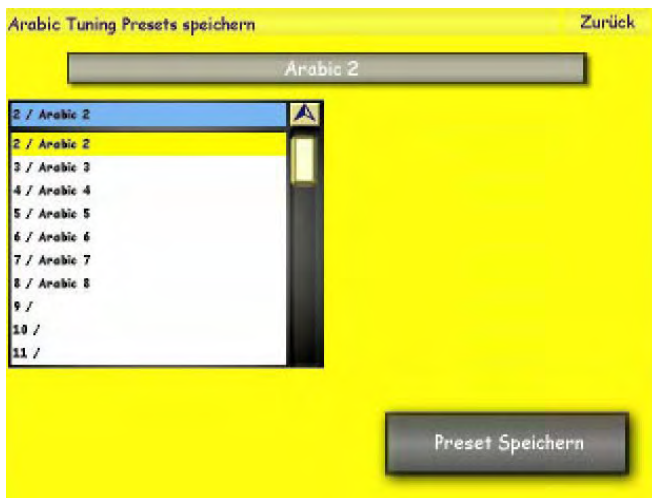 Arabic Tuning Presets speichern
Zurück
Arabic 2
2 / Arabic 2
2 / Arabic 2
3 / Arabic 3
4 / Arabic 4
5 / Arabic 5
6 / Arabic 6
7 / Arabic 7
8 / Arabic 8
9 /
10 /
11 /
Preset Speichern